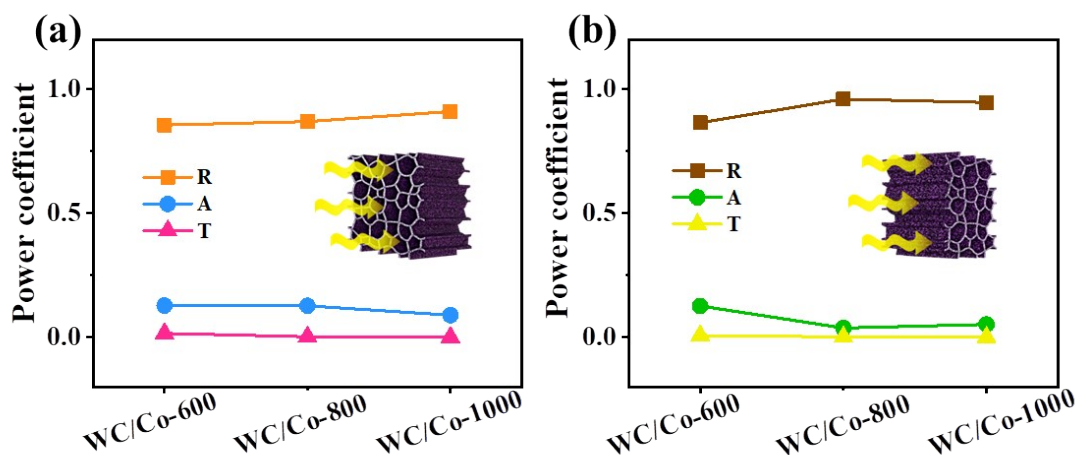 (a)
Power coefficient
1.0
0.5
0.0
R
A
T
WC/Co-600
WC/Co-800
WC/Co-1000
(b)
Power coefficient
1.0
0.5
0.0
R
A
T
WC/Co-600
WC/Co-800
WC/Co-1000